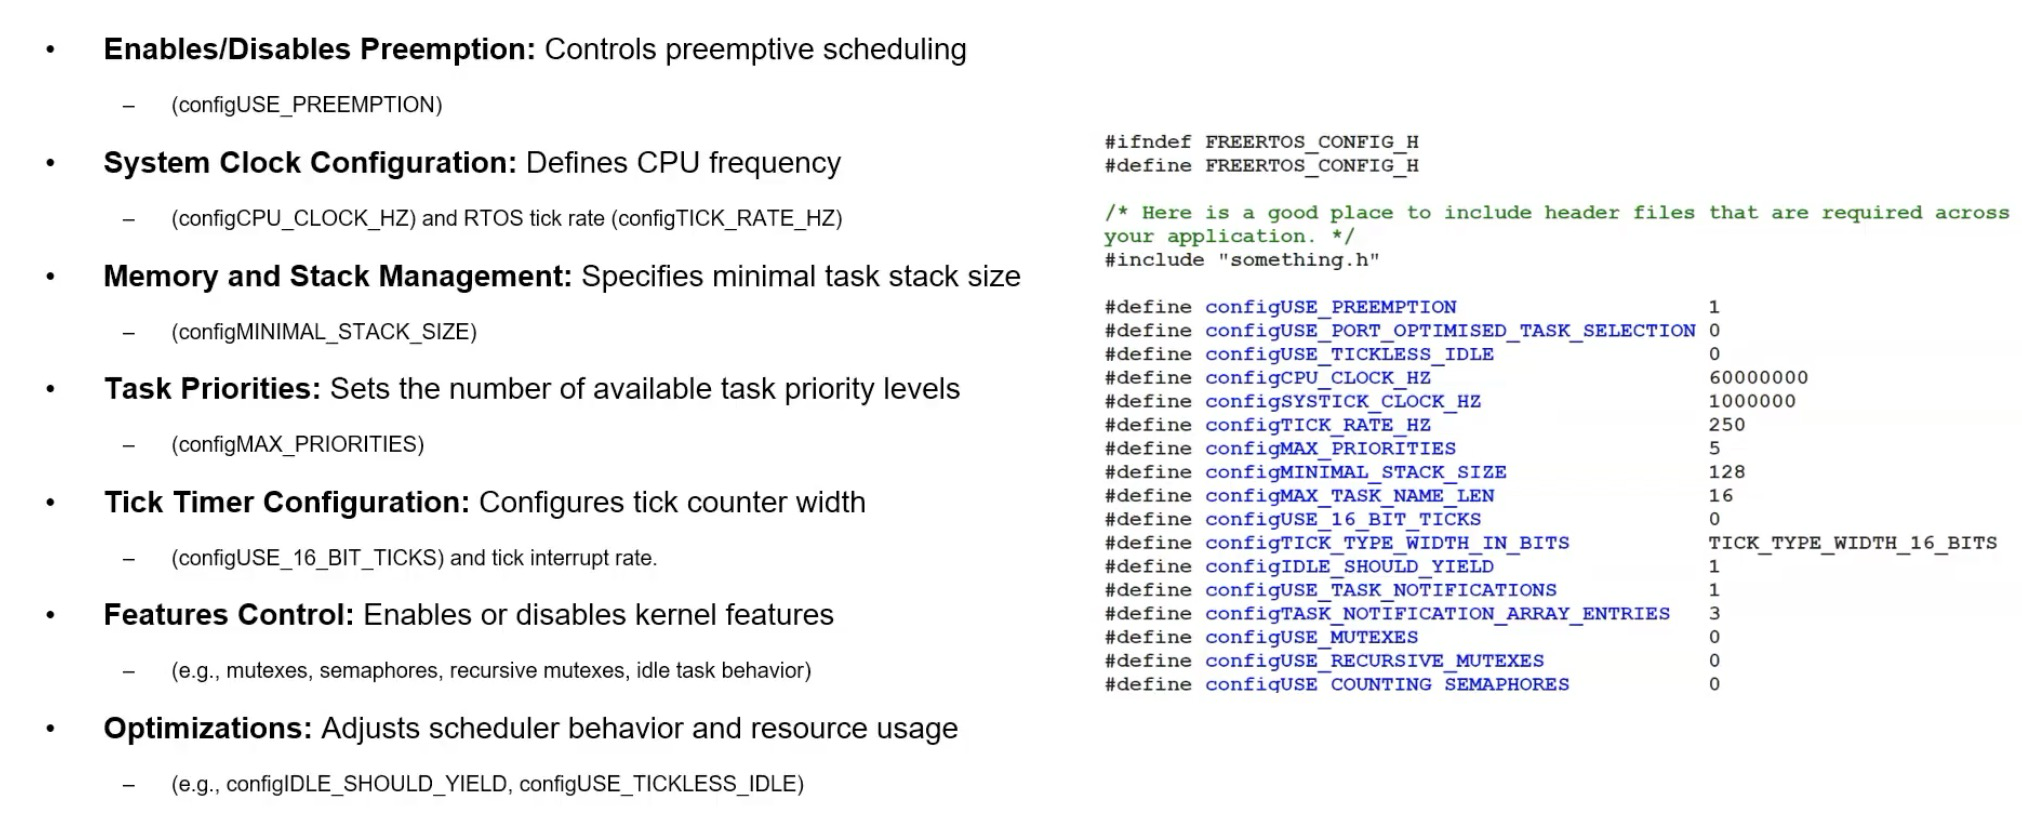 • Enables/Disables Preemption: Controls preemptive scheduling
– (configUSE_PREEMPTION)
• System Clock Configuration: Defines CPU frequency
– (configCPU_CLOCK_HZ) and RTOS tick rate (configTICK_RATE_HZ)
• Memory and Stack Management: Specifies minimal task stack size
– (configMINIMAL_STACK_SIZE)
• Task Priorities: Sets the number of available task priority levels
– (configMAX_PRIORITIES)
• Tick Timer Configuration: Configures tick counter width
– (configUSE_16_BIT_TICKS) and tick interrupt rate.
• Features Control: Enables or disables kernel features
– (e.g., mutexes, semaphores, recursive mutexes, idle task behavior)
• Optimizations: Adjusts scheduler behavior and resource usage
– (e.g., configIDLE_SHOULD_YIELD, configUSE_TICKLESS_IDLE)
#ifndef FREERTOS_CONFIG_H
#define FREERTOS_CONFIG_H
/* Here is a good place to include header files that are required across
your application. */
#include "something.h"
#define configUSE_PREEMPTION 1
#define configUSE_PORT_OPTIMISED_TASK_SELECTION 0
#define configUSE_TICKLESS_IDLE 0
#define configCPU_CLOCK_HZ 60000000
#define configSYSTICK_CLOCK_HZ 1000000
#define configTICK_RATE_HZ 250
#define configMAX_PRIORITIES 5
#define configMINIMAL_STACK_SIZE 128
#define configMAX_TASK_NAME_LEN 16
#define configUSE_16_BIT_TICKS 0
#define configTICK_TYPE_WIDTH_IN_BITS TICK_TYPE_WIDTH_16_BITS
#define configIDLE_SHOULD_YIELD 1
#define configUSE_TASK_NOTIFICATIONS 1
#define configTASK_NOTIFICATION_ARRAY_ENTRIES 3
#define configUSE_MUTEXES 0
#define configUSE_RECURSIVE_MUTEXES 0
#define configUSE_COUNTING_SEMAPHORES 0